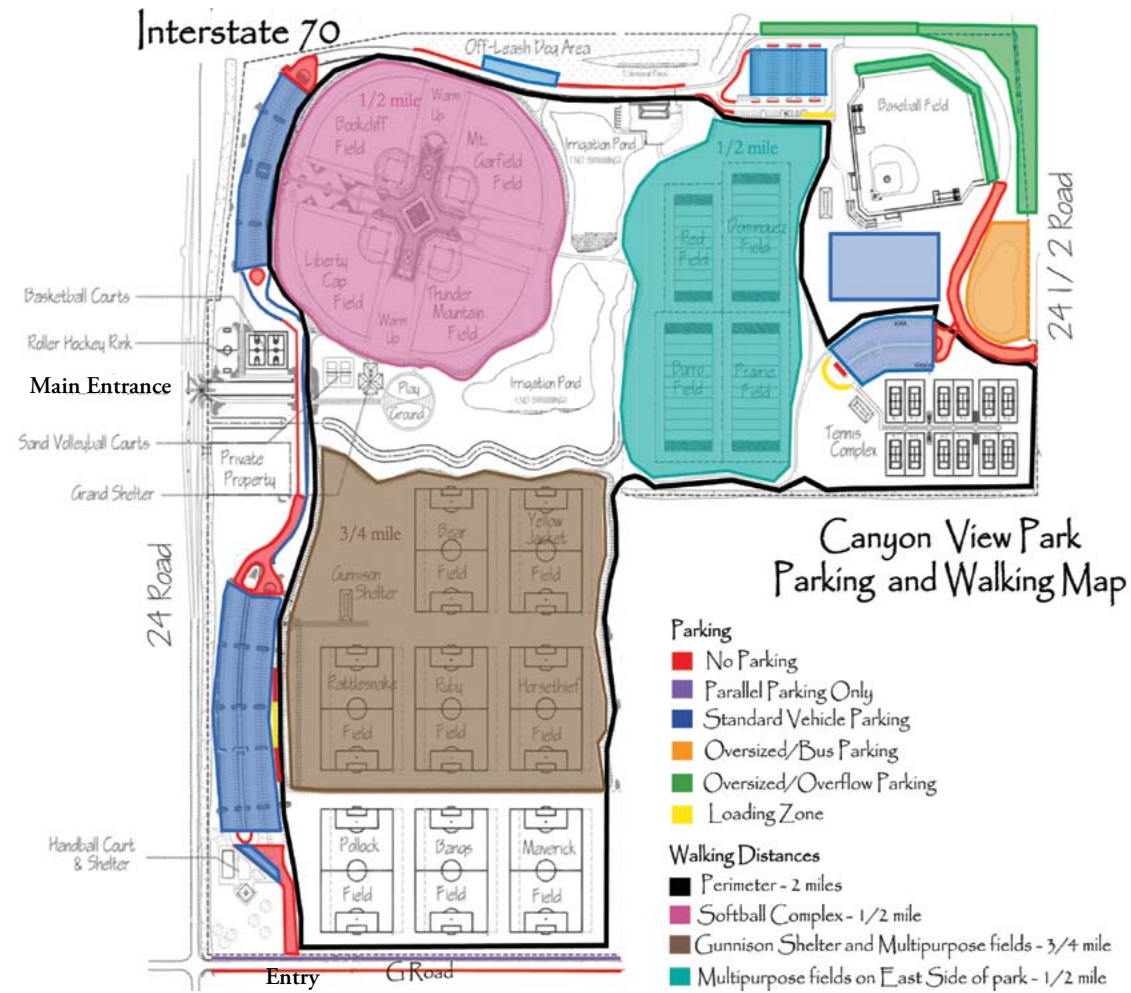 Interstate 70
Off-Leash Dog Area
1/2 mile
Bookcliff
Field
Warm
Up
Mt.
Garfield
Field
Irrigation Pond
(NO SWIMMING)
1/2 mile
Baseball Field
Red
Field
Dominquez
Field
24 1/2 Road
Liberty
Cap
Field
Thunder
Mountain
Field
Warm
Up
Basketball Courts
Roller Hockey Rink
Main Entrance
Play
Ground
Irrigation Pond
(NO SWIMMING)
Burro
Field
Prairie
Field
Sand Volleyball Courts
Private
Property
Grand Shelter
Tennis
Complex
3/4 mile
Bear
Field
Yellow
Jacket
Field
Gunnison
Shelter
24 Road
Canyon View Park
Parking and Walking Map
Rattlesnake
Field
Ruby
Field
Horsethief
Field
Parking
No Parking
Parallel Parking Only
Standard Vehicle Parking
Oversized/Bus Parking
Oversized/Overflow Parking
Loading Zone
Handball Court
& Shelter
Pollock
Field
Bangs
Field
Maverick
Field
Walking Distances
Perimeter - 2 miles
Softball Complex - 1/2 mile
Gunnison Shelter and Multipurpose fields - 3/4 mile
Multipurpose fields on East Side of park - 1/2 mile
Entry
G Road